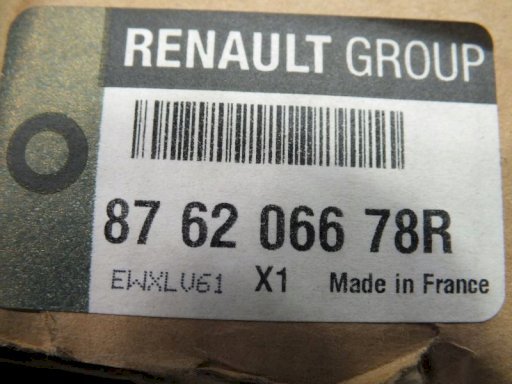 RENAULT GROUP
87 62 066 78R
EWXLV61 X1 Made in France